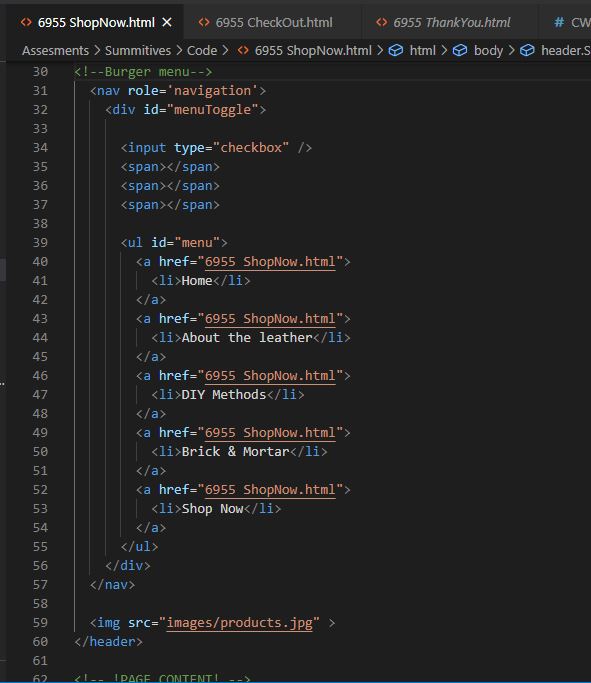 6955 ShopNow.html 6955 CheckOut.html 6955 ThankYou.html CW
Assesments > Summitives > Code > 6955 ShopNow.html > html > body > header.S
30 <!--Burger menu-->
31 <nav role='navigation'>
32 <div id="menuToggle">
33
34 <input type="checkbox" />
35 <span></span>
36 <span></span>
37 <span></span>
38
39 <ul id="menu">
40 <a href="6955 ShopNow.html">
41 <li>Home</li>
42 </a>
43 <a href="6955 ShopNow.html">
44 <li>About the leather</li>
45 </a>
46 <a href="6955 ShopNow.html">
47 <li>DIY Methods</li>
48 </a>
49 <a href="6955 ShopNow.html">
50 <li>Brick & Mortar</li>
51 </a>
52 <a href="6955 ShopNow.html">
53 <li>Shop Now</li>
54 </a>
55 </ul>
56 </div>
57 </nav>
58
59 <img src="images/products.jpg" >
60 </header>
61
62 <!-- !PAGE CONTENT! -->